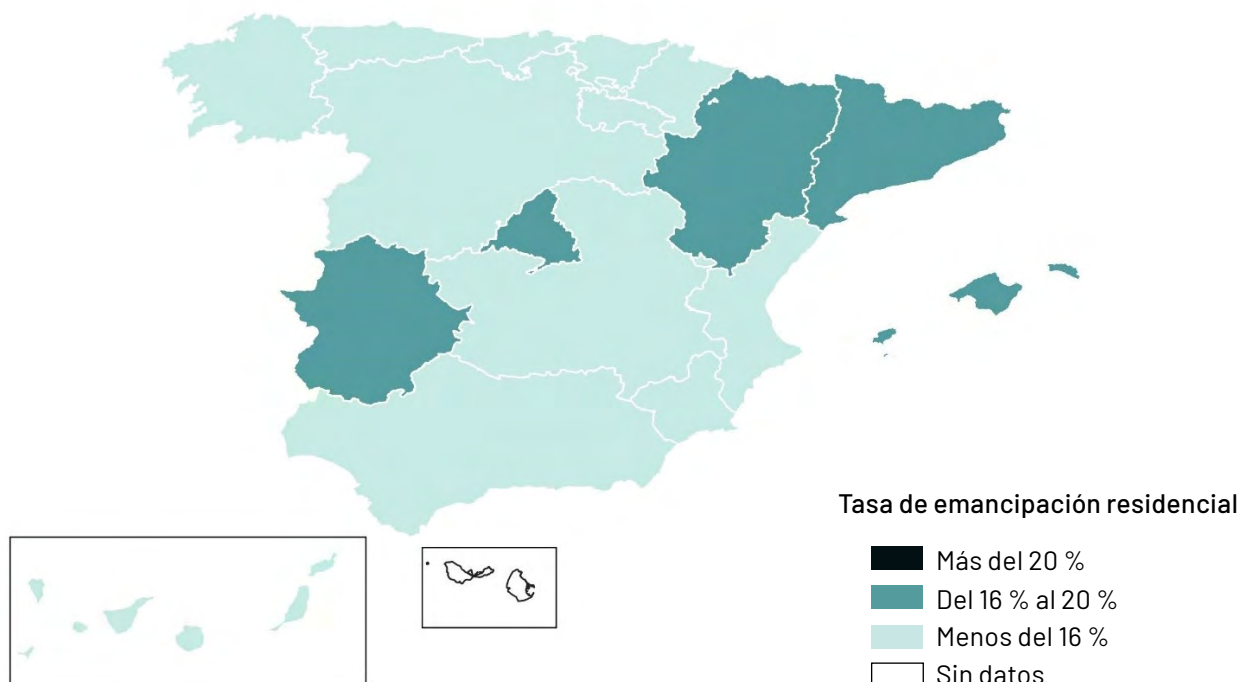 Tasa de emancipación residencial
Más del 20 %
Del 16 % al 20 %
Menos del 16 %
Sin datos